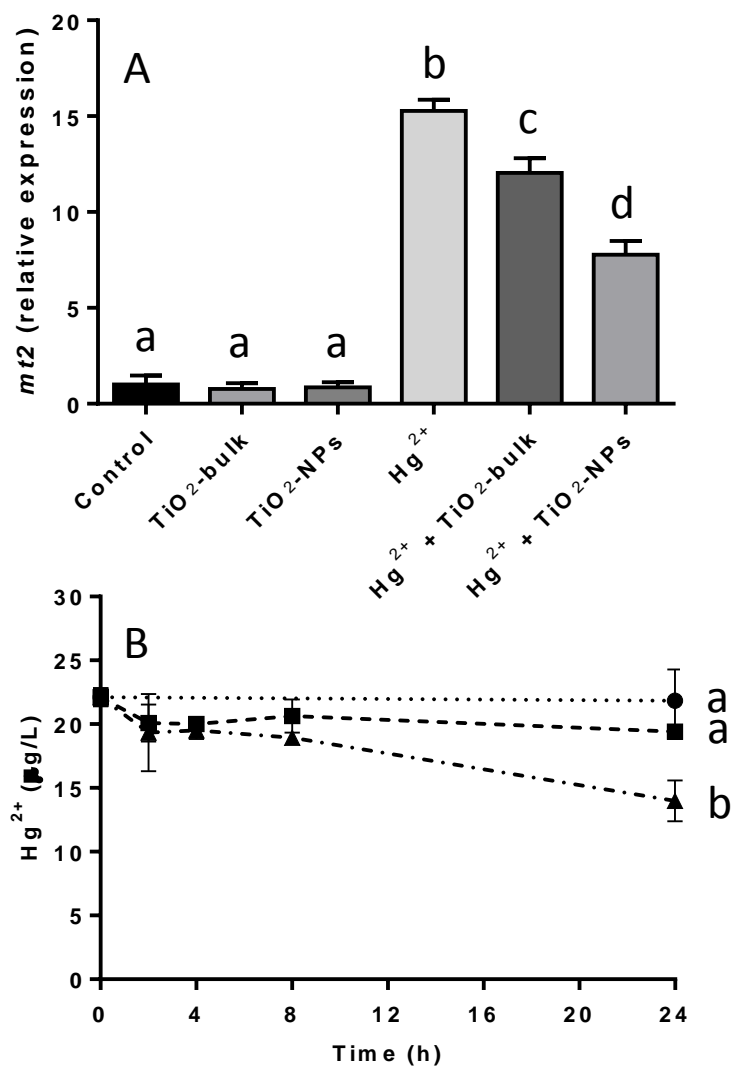 20
A
15
10
5
0
mt2 (relative expression)
a
a
a
b
c
d
Control
TiO2-bulk
TiO2-NPs
Hg2+
Hg2+ + TiO2-bulk
Hg2+ + TiO2-NPs
30
B
25
20
15
10
5
0
Hg2+ (g/L)
a
a
b
0 4 8 12 16 20 24
Time (h)